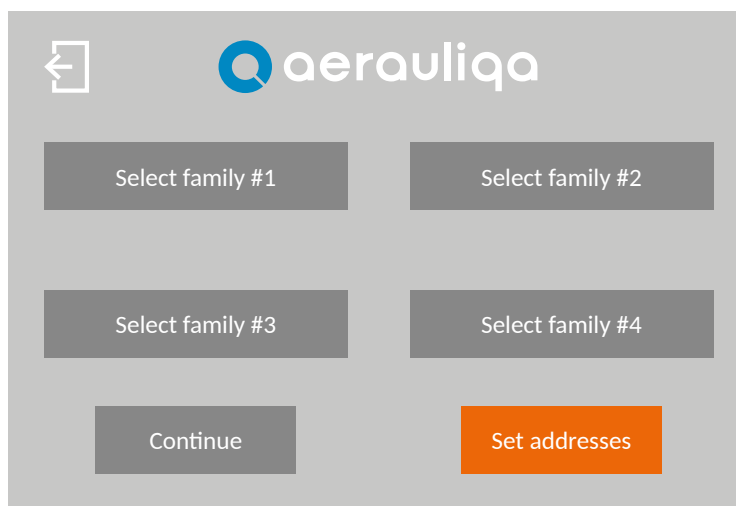 aerauliqa
Select family #1
Select family #2
Select family #3
Select family #4
Continue
Set addresses